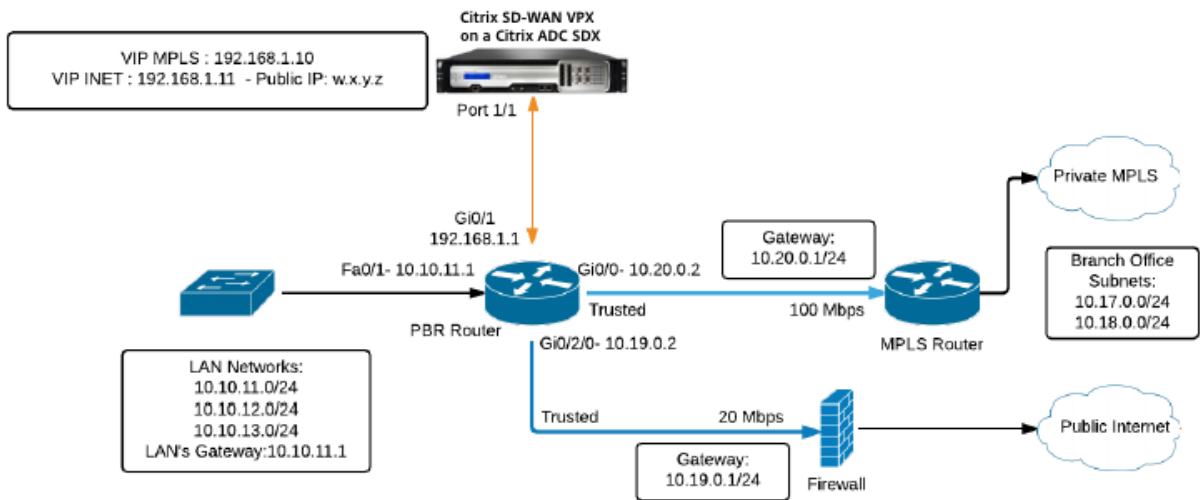 Citrix SD-WAN VPX
on a Citrix ADC SDX
VIP MPLS : 192.168.1.10
VIP INET : 192.168.1.11 - Public IP: w.x.y.z
Port 1/1
Gi0/1
192.168.1.1
Fa0/1- 10.10.11.1
Gi0/0- 10.20.0.2
Trusted
100 Mbps
PBR Router
Gateway:
10.20.0.1/24
MPLS Router
Private MPLS
Branch Office
Subnets:
10.17.0.0/24
10.18.0.0/24
Gi0/2/0- 10.19.0.2
LAN Networks:
10.10.11.0/24
10.10.12.0/24
10.10.13.0/24
LAN's Gateway:10.10.11.1
Trusted
20 Mbps
Gateway:
10.19.0.1/24
Firewall
Public Internet